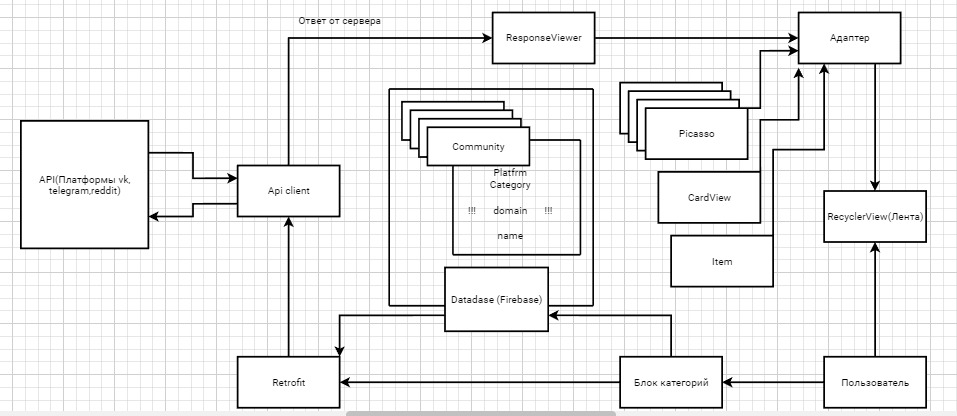 Ответ от сервера
ResponseViewer
Адаптер
Picasso
Community
Platfrm
Category
!!! domain !!!
name
API(Платформы vk,
telegram,reddit)
Api client
CardView
RecyclerView(Лента)
Item
Datadase (Firebase)
Retrofit
Блок категорий
Пользователь